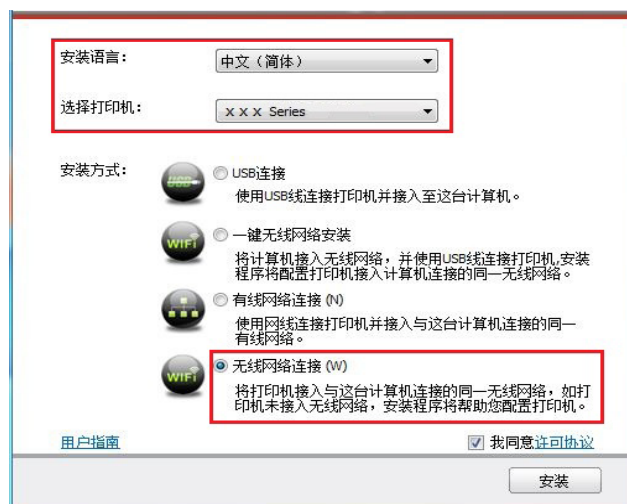 安装语言：
中文（简体）
选择打印机：
x x x Series
安装方式：
USB
USB连接
使用USB线连接打印机并接入至这台计算机。
WiFi
一键无线网络安装
将计算机接入无线网络，并使用USB线连接打印机,安装
程序将配置打印机接入计算机连接的同一无线网络。
有线网络连接 (N)
使用网线连接打印机并接入与这台计算机连接的同一
有线网络。
WiFi
无线网络连接 (W)
将打印机接入与这台计算机连接的同一无线网络，如打
印机未接入无线网络，安装程序将帮助您配置打印机。
用户指南
我同意许可协议
安装